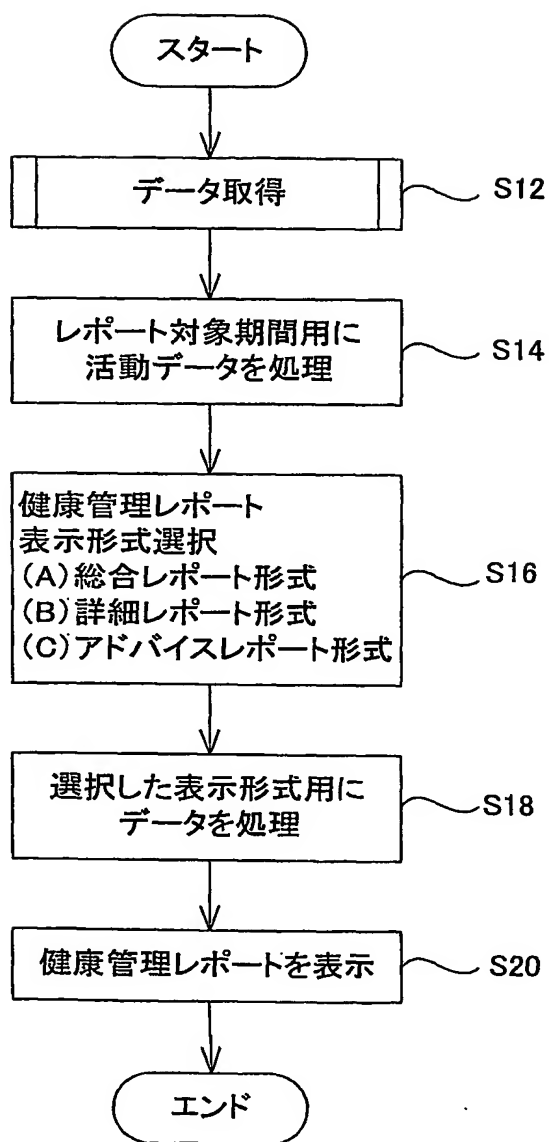 スタート
データ取得
S12
レポート対象期間用に
活動データを処理
S14
健康管理レポート
表示形式選択
(A)総合レポート形式
(B)詳細レポート形式
(C)アドバイスレポート形式
S16
選択した表示形式用に
データを処理
S18
健康管理レポートを表示
S20
エンド